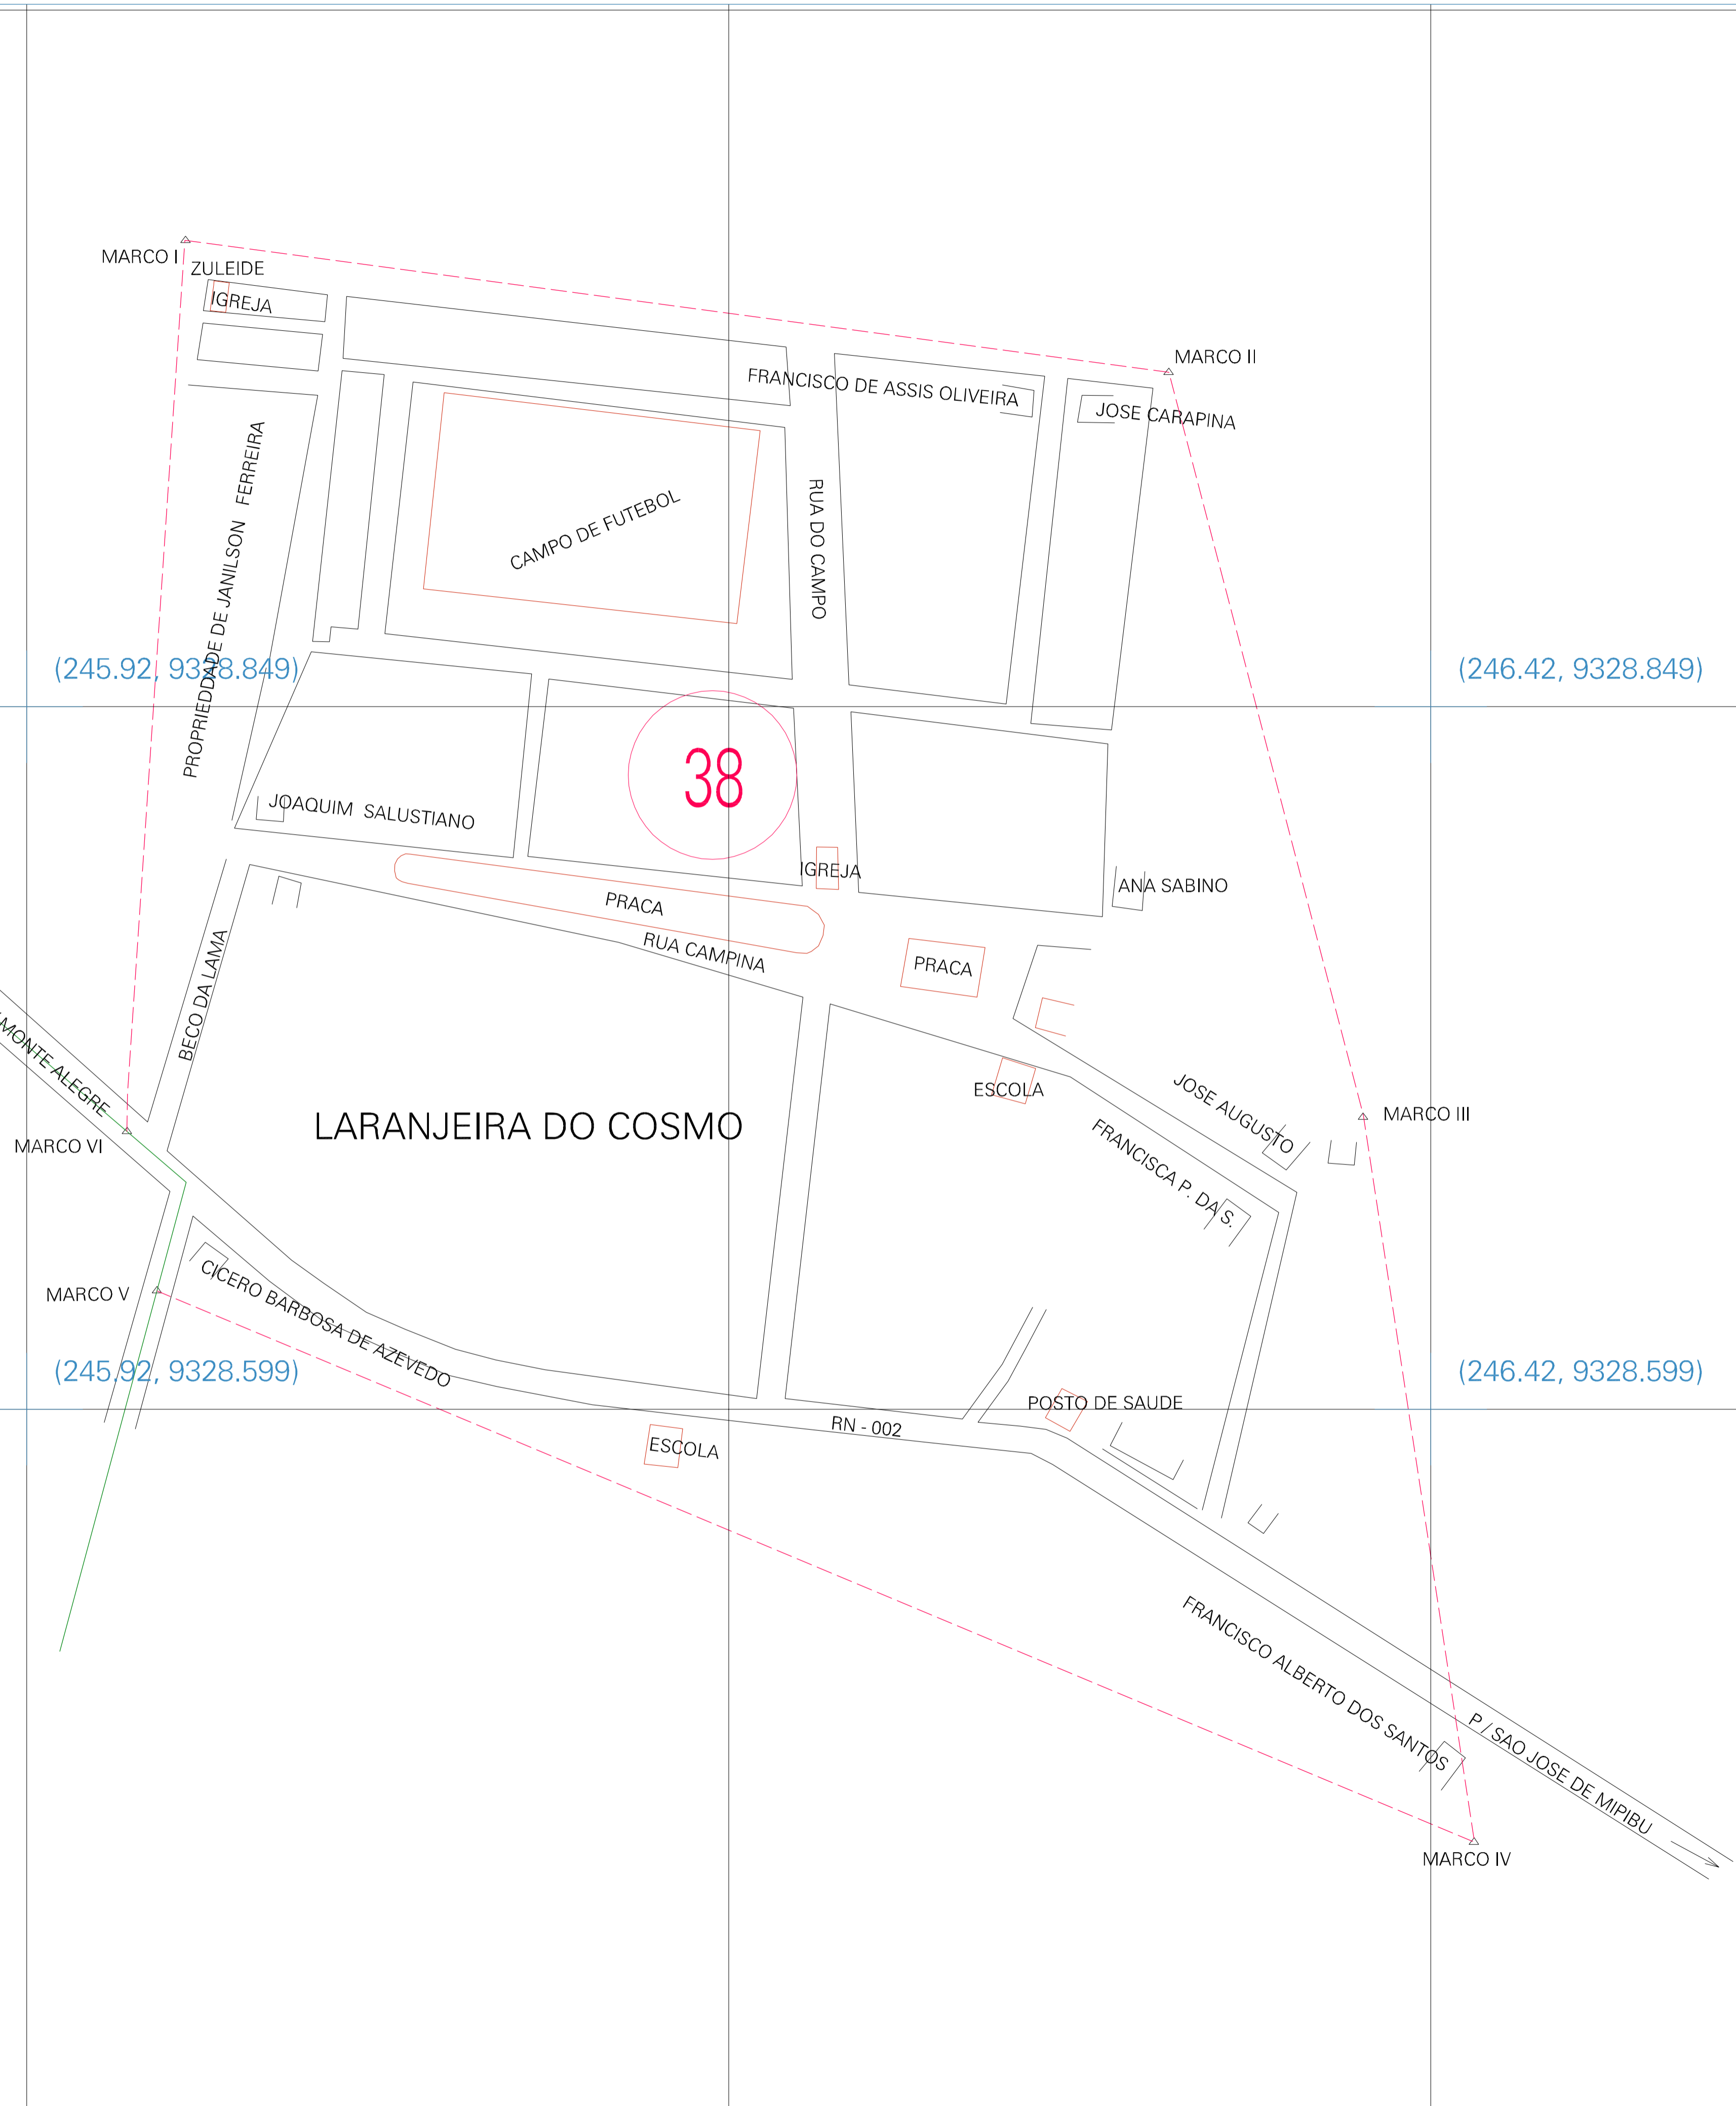 MARCO I
ZULEIDE
IGREJA
MARCO II
FRANCISCO DE ASSIS OLIVEIRA
JOSE CARAPINA
PROPRIEDDADE DE JANILSON  FERREIRA
CAMPO DE FUTEBOL
RUA DO CAMPO
(245.92, 9328.849)
(246.42, 9328.849)
38
JOAQUIM  SALUSTIANO
IGREJA
ANA SABINO
PRACA
RUA CAMPINA
PRACA
BECO DA LAMA
MONTE ALEGRE
ESCOLA
JOSE AUGUSTO
MARCO III
LARANJEIRA DO COSMO
FRANCISCA P. DA S.
MARCO VI
MARCO V
CICERO BARBOSA DE AZEVEDO
(245.92, 9328.599)
(246.42, 9328.599)
POSTO DE SAUDE
RN - 002
ESCOLA
FRANCISCO ALBERTO DOS SANTOS
P / SAO JOSE DE MIPIBU
MARCO IV